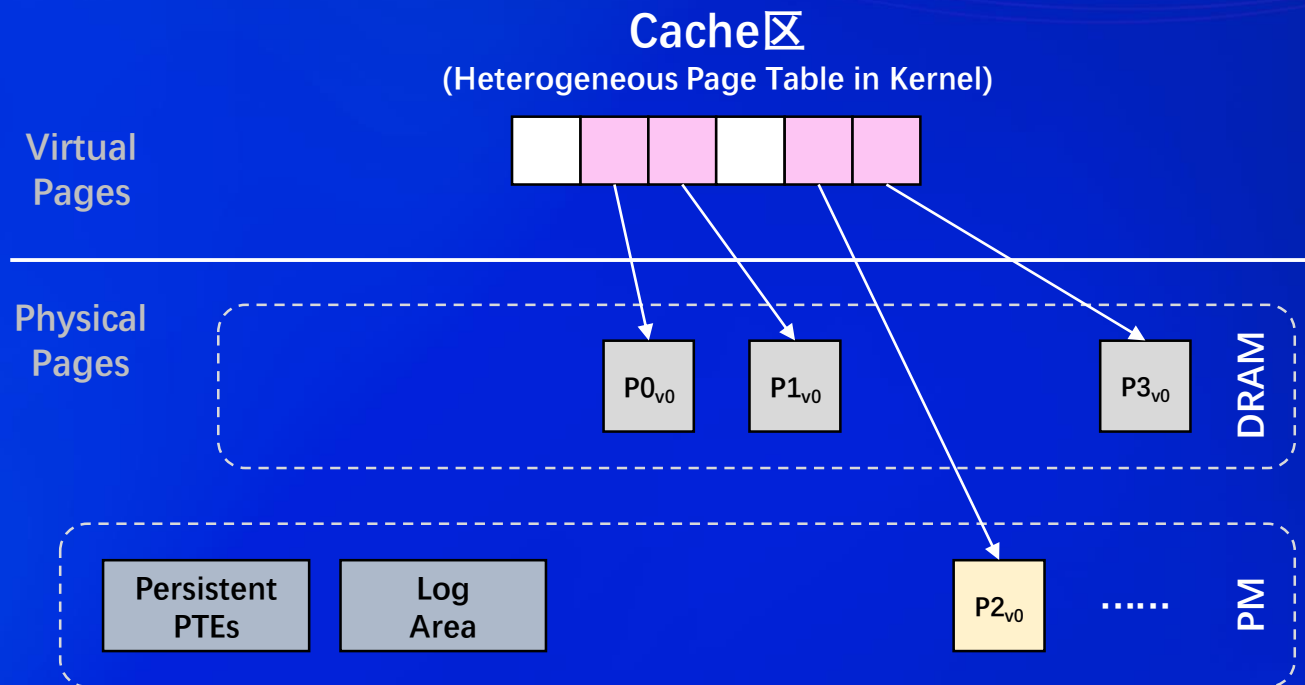 Cache区
(Heterogeneous Page Table in Kernel)
Virtual
Pages
Physical
Pages
P0v0
P1v0
P3v0
DRAM
Persistent
PTEs
Log
Area
P2v0
······
PM